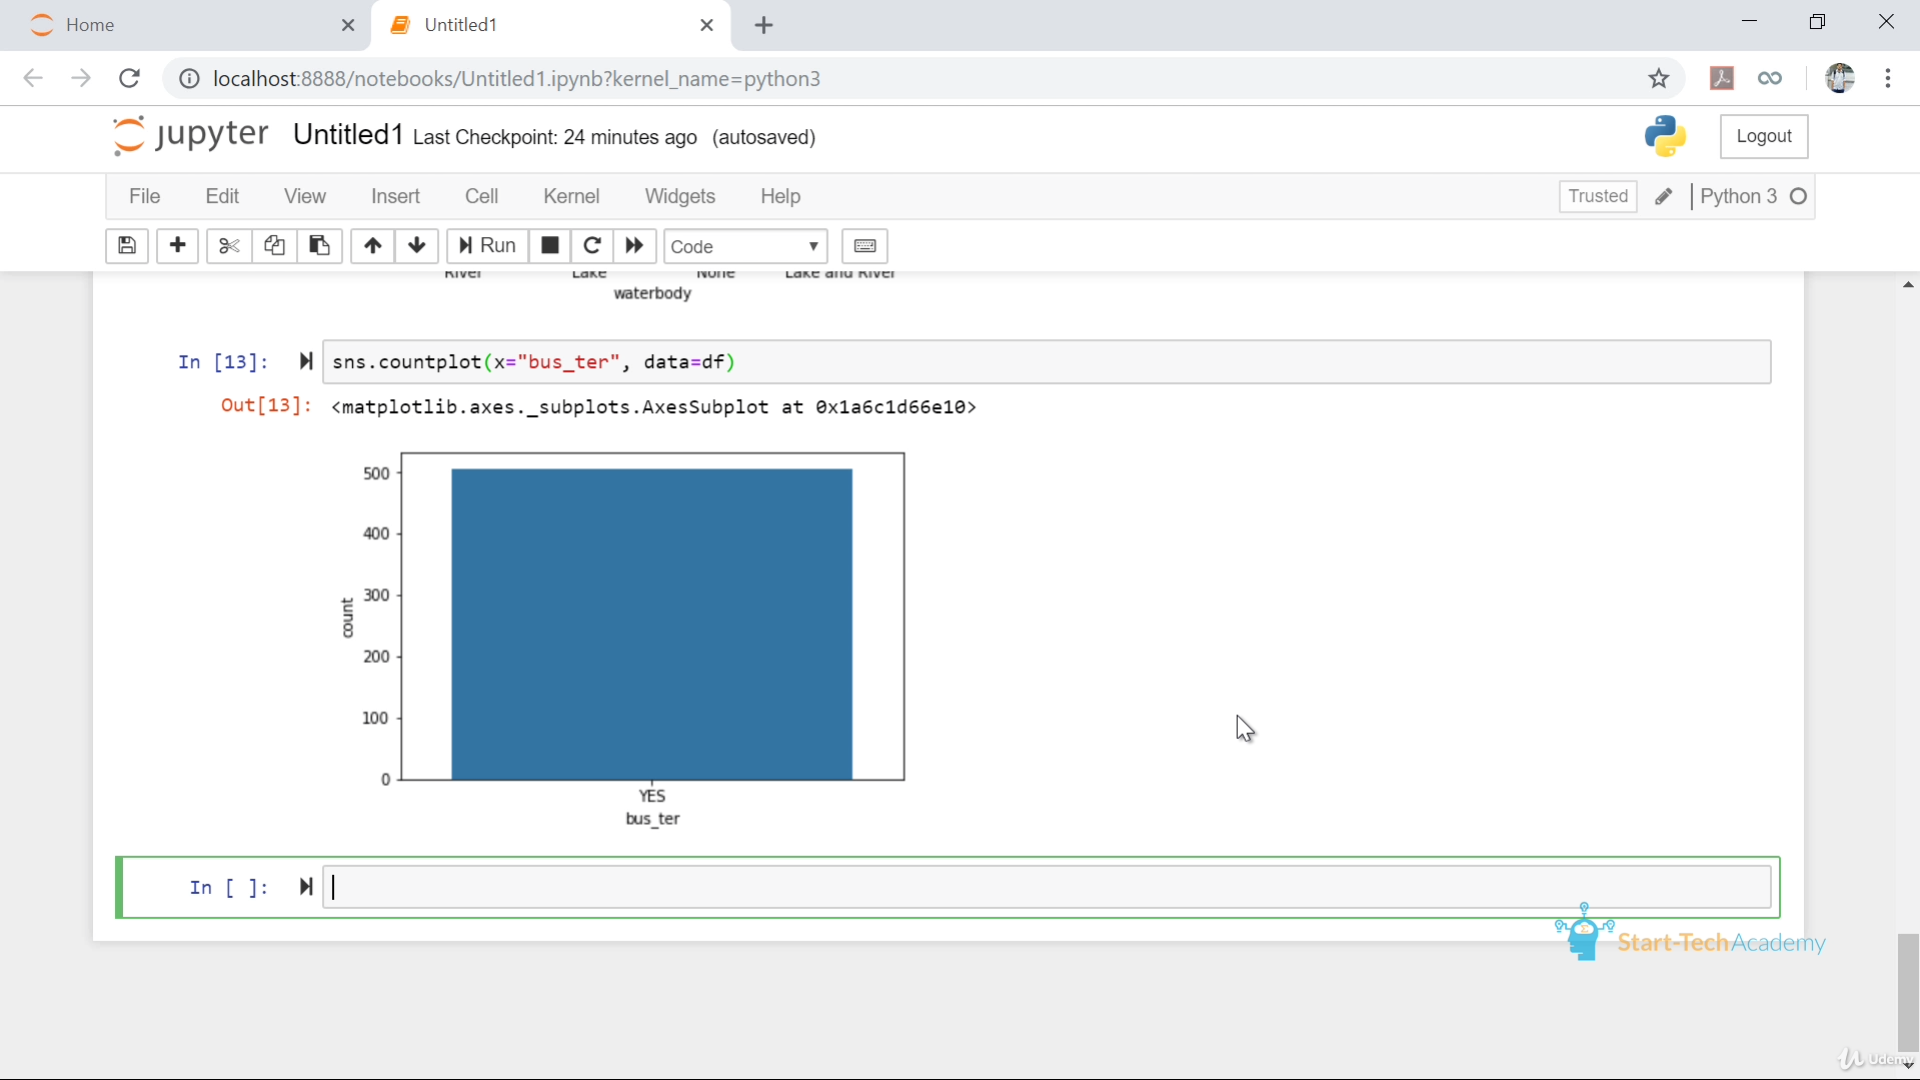 Home
Untitled1
localhost:8888/notebooks/Untitled1.ipynb?kernel_name=python3
jupyter Untitled1 Last Checkpoint: 24 minutes ago (autosaved)
Logout
File Edit View Insert Cell Kernel Widgets Help
Trusted Python 3
Run Code
River Lake None Lake and River
waterbody
In [13]: sns.countplot(x="bus_ter", data=df)
Out[13]: <matplotlib.axes._subplots.AxesSubplot at 0x1a6c1d66e10>
500
400
300
200
100
0
count
YES
bus_ter
In [ ]:
Start-Tech Academy
Udemy